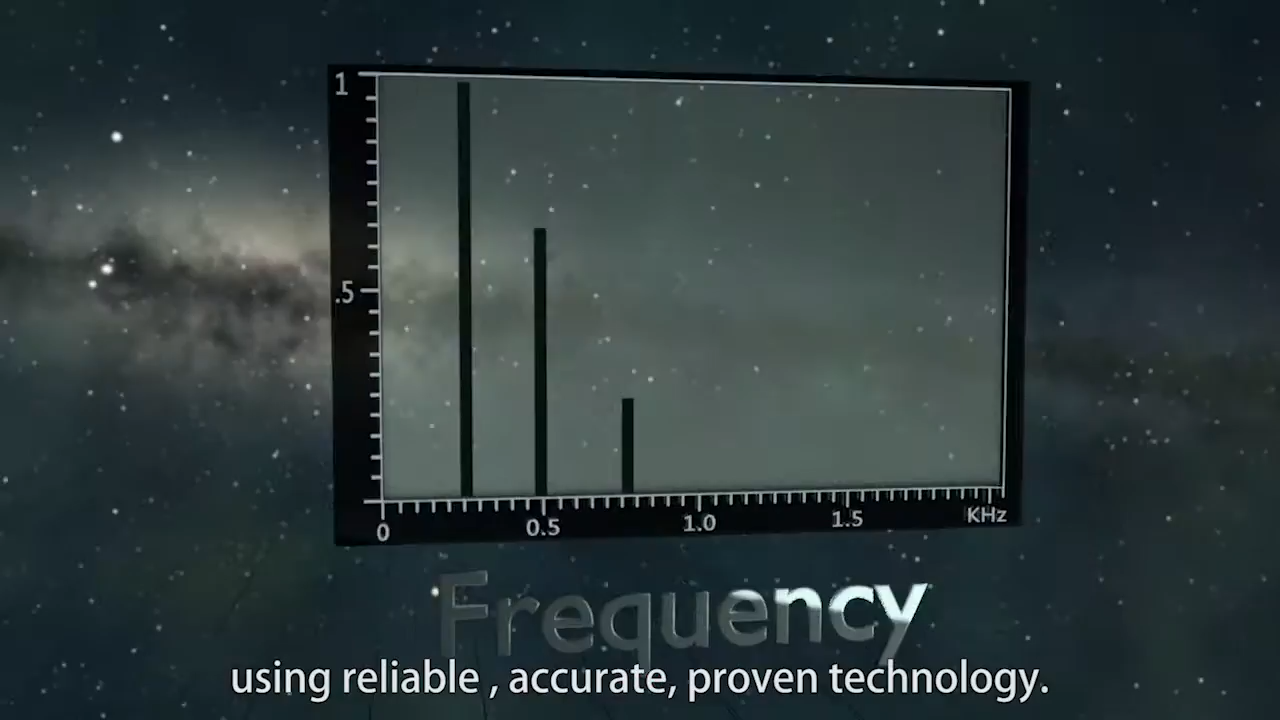 1
.5
0 0.5 1.0 1.5 KHz
Frequency
using reliable , accurate, proven technology.